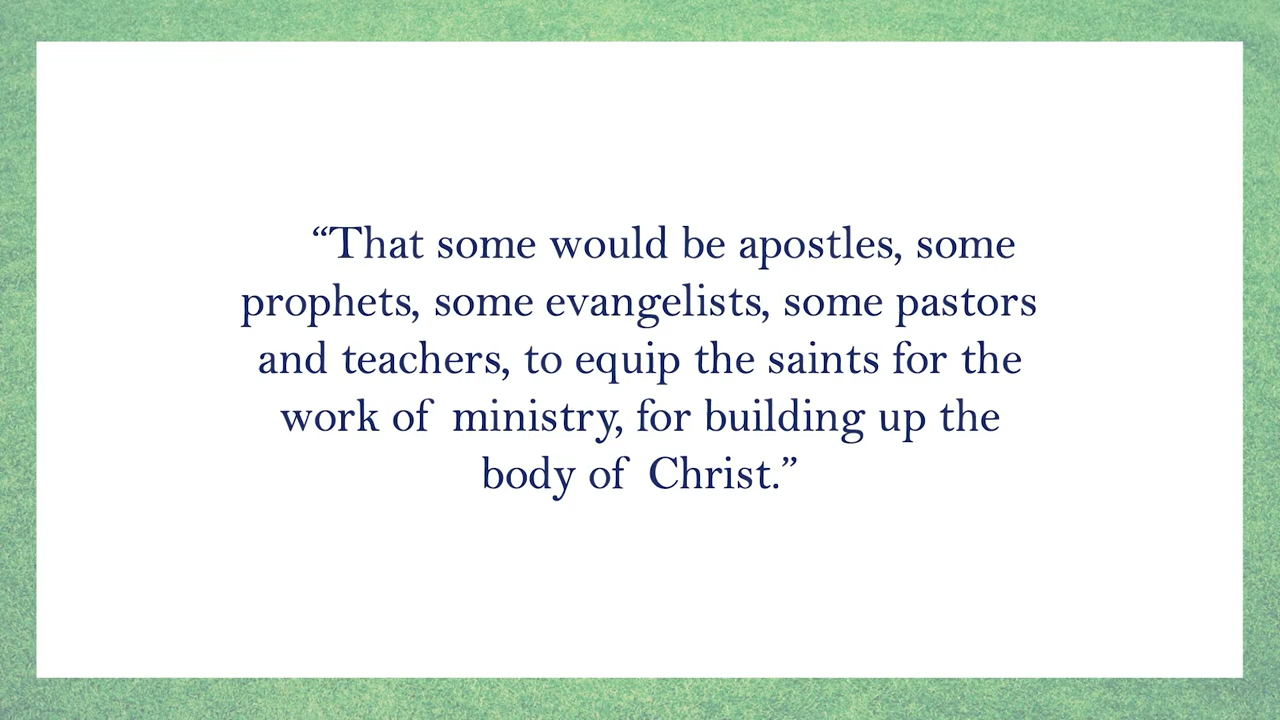 “That some would be apostles, some
prophets, some evangelists, some pastors
and teachers, to equip the saints for the
work of ministry, for building up the
body of Christ.”